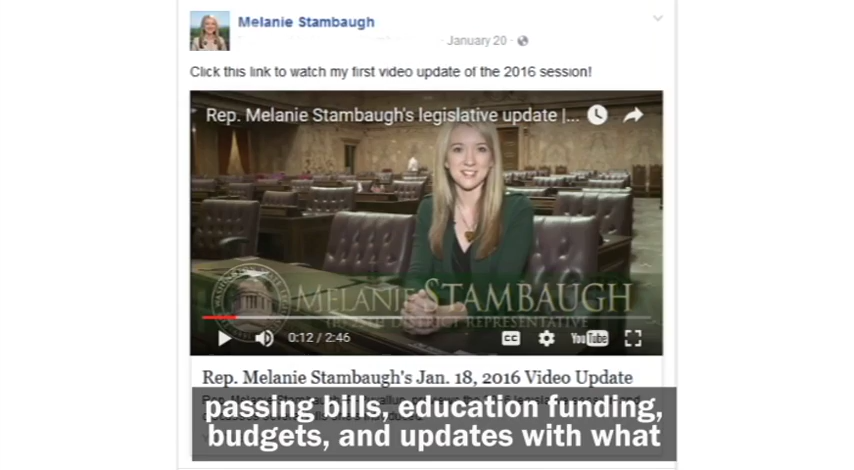 Melanie Stambaugh
January 20
Click this link to watch my first video update of the 2016 session!
Rep. Melanie Stambaugh's legislative update |...
MELANIE STAMBAUGH
DISTRICT REPRESENTATIVE
0:12 / 2:46
CC
YouTube
Rep. Melanie Stambaugh's Jan. 18, 2016 Video Update
passing bills, education funding,
budgets, and updates with what